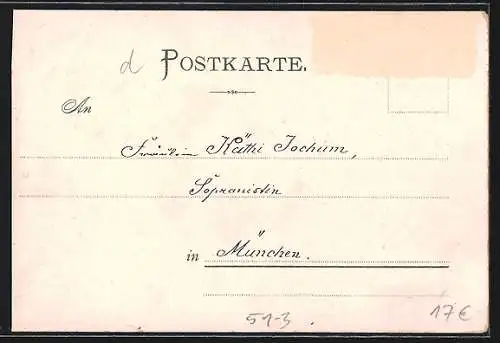 d POSTKARTE.
An
Fräulein Käthi Jochum,
Sopranistin
in München.
51-3. 17€